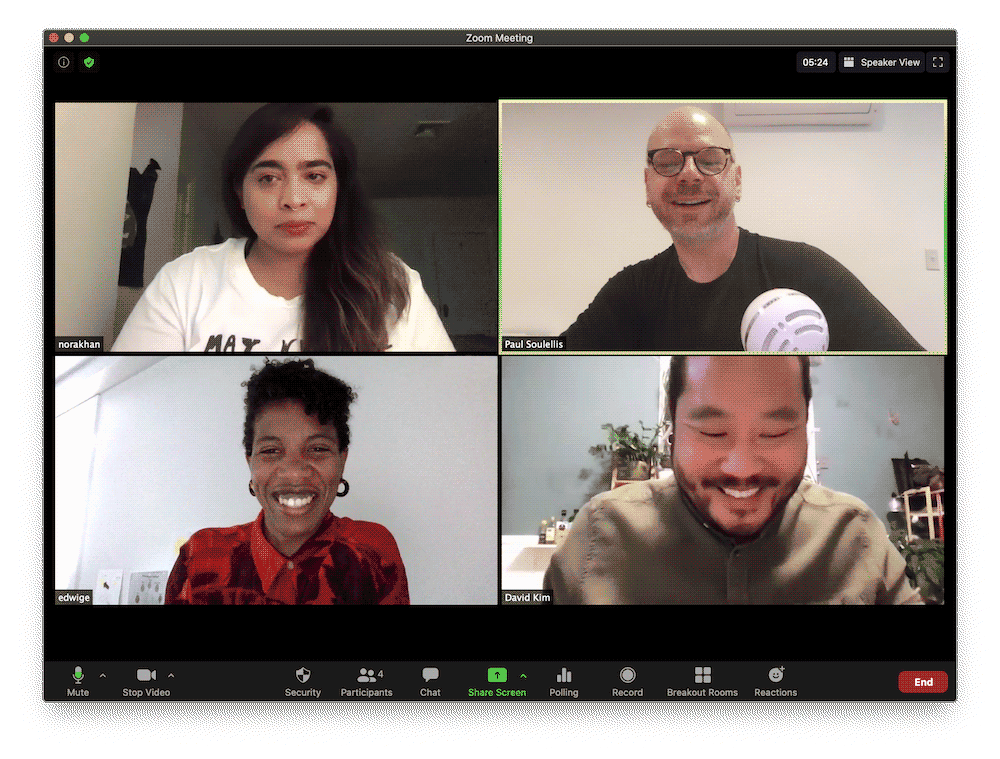 Zoom Meeting
05:24
Speaker View
norakhan
Paul Soulellis
edwige
David Kim
Mute
Stop Video
Security
4
Participants
Chat
Share Screen
Polling
Record
Breakout Rooms
Reactions
End